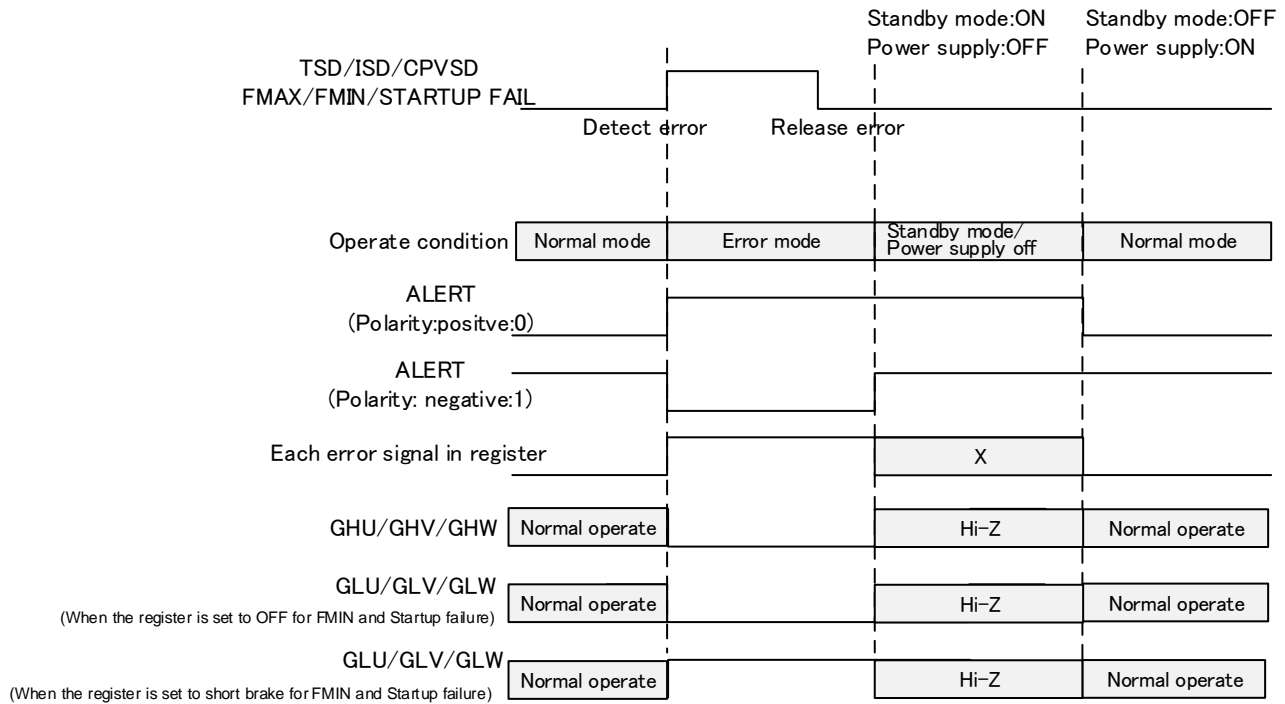 Standby mode:ON
Power supply:OFF
Standby mode:OFF
Power supply:ON
TSD/ISD/CPVSD
FMAX/FMIN/STARTUP FAIL
Detect error
Release error
Operate condition
Normal mode
Error mode
Standby mode/
Power supply off
Normal mode
ALERT
(Polarity:positve:0)
ALERT
(Polarity: negative:1)
Each error signal in register
X
GHU/GHV/GHW
Normal operate
Hi-Z
Normal operate
GLU/GLV/GLW
(When the register is set to OFF for FMIN and Startup failure)
Normal operate
Hi-Z
Normal operate
GLU/GLV/GLW
(When the register is set to short brake for FMIN and Startup failure)
Normal operate
Hi-Z
Normal operate